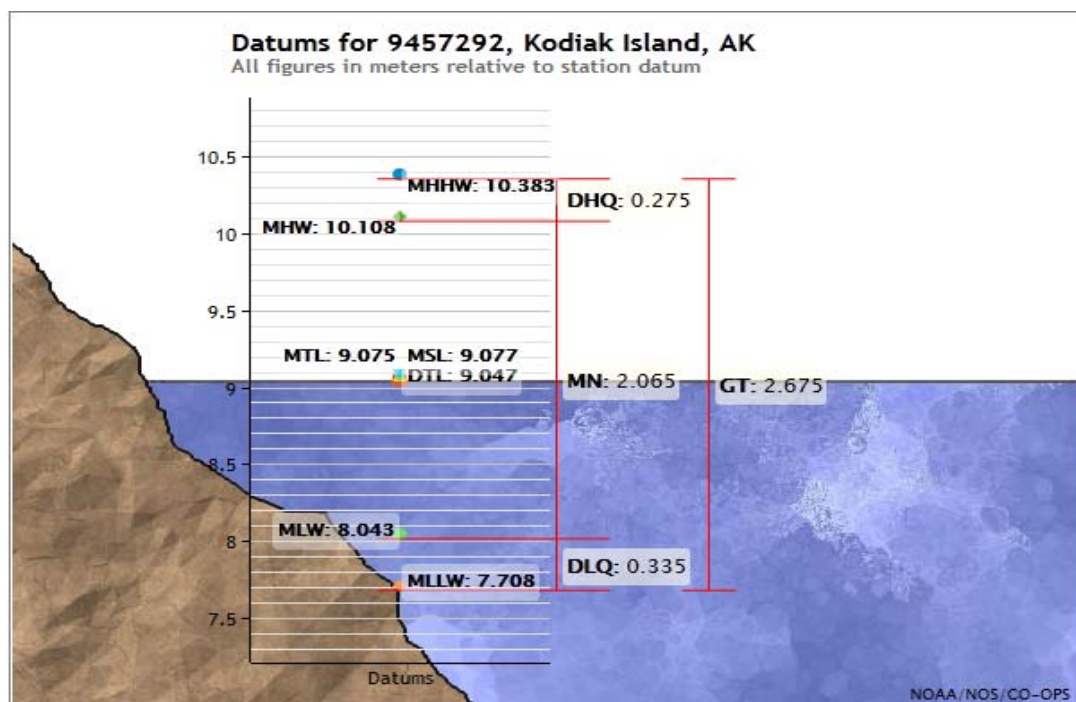 Datums for 9457292, Kodiak Island, AK
All figures in meters relative to station datum
10.5
MHHW: 10.383
DHQ: 0.275
MHW: 10.108
10
9.5
MTL: 9.075
MSL: 9.077
DTL: 9.047
9
MN: 2.065
GT: 2.675
8.5
MLW: 8.043
8
DLQ: 0.335
MLLW: 7.708
7.5
Datums
NOAA/NOS/CO-OPS